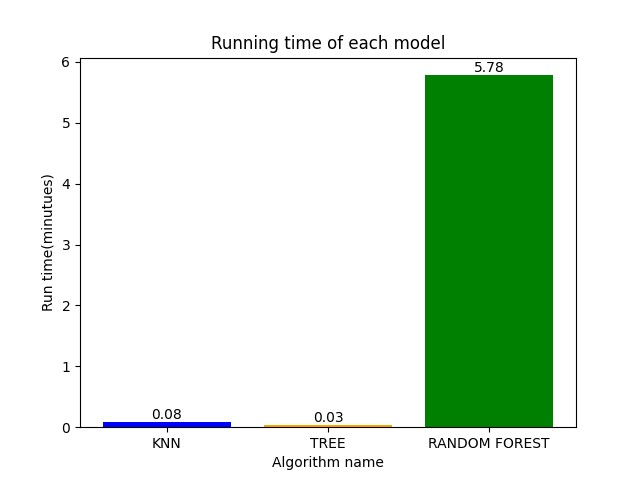 Running time of each model
6
5
4
3
2
1
0
Run time(minutues)
0.08
0.03
5.78
KNN
TREE
RANDOM FOREST
Algorithm name